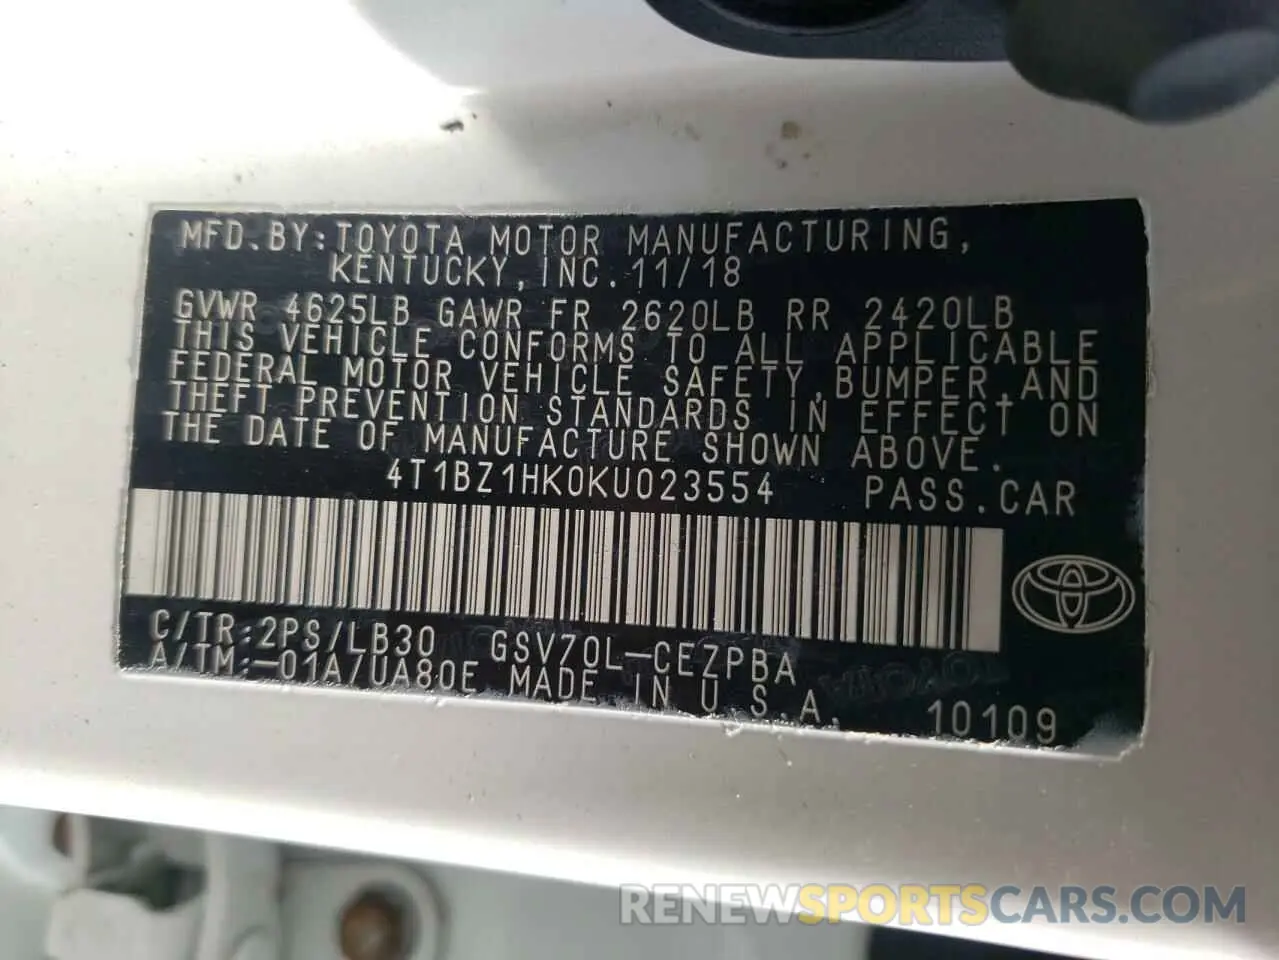 MFD.BY:TOYOTA MOTOR MANUFACTURING,
KENTUCKY,INC.11/18
GVWR 4625LB GAWR FR 2620LB RR 2420LB
THIS VEHICLE CONFORMS TO ALL APPLICABLE
FEDERAL MOTOR VEHICLE SAFETY,BUMPER,AND
THEFT PREVENTION STANDARDS IN EFFECT ON
THE DATE OF MANUFACTURE SHOWN ABOVE.
4T1BZ1HK0KU023554 PASS.CAR
C/TR:2PS/LB30 GSV70L-CEZPBA
A/TM:-01A/UA80E MADE IN U.S.A.
10109
RENEWSPORTSCARS.COM